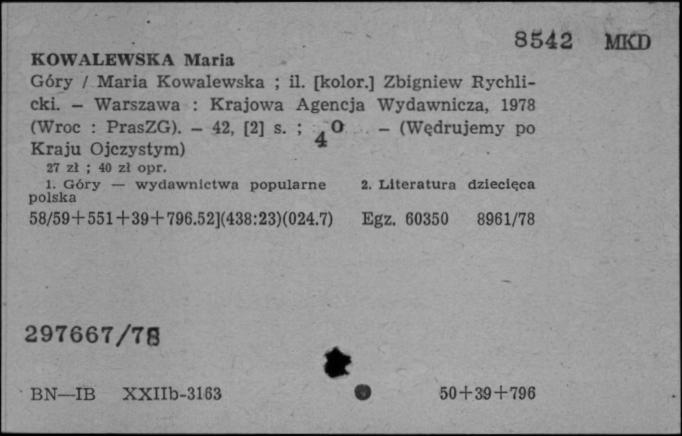 8542 MKD
KOWALEWSKA Maria
Góry / Maria Kowalewska ; il. [kolor.] Zbigniew Rychli-
cki. — Warszawa : Krajowa Agencja Wydawnicza, 1978
(Wroc : PrasZG). — 42, [2] s. ; 4⁰ — (Wędrujemy po
Kraju Ojczystym)
27 zł ; 40 zł opr.
1. Góry — wydawnictwa popularne 2. Literatura dziecięca
polska
58/59+551+39+796.52](438:23)(024.7) Egz. 60350 8961/78
297667/78
BN—IB XXIIb-3163 50+39+796